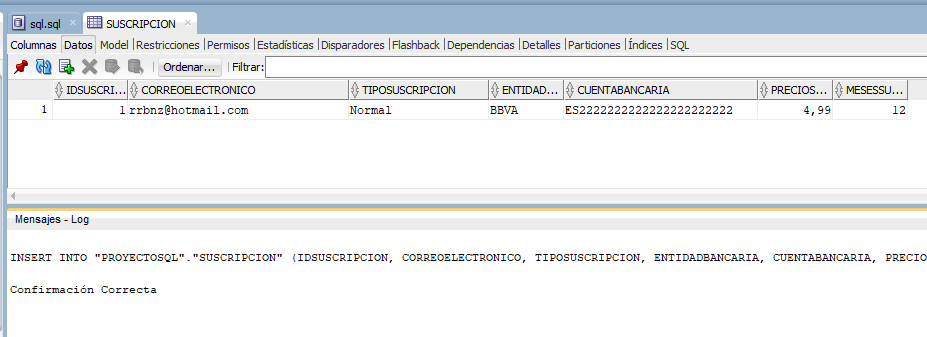 sql.sql SUSCRIPCION
Columnas Datos Model Restricciones Permisos Estadísticas Disparadores Flashback Dependencias Detalles Particiones Índices SQL
Ordenar... Filtrar:
IDSUSCRI... CORREOELECTRONICO TIPOSUSCRIPCION ENTIDAD... CUENTABANCARIA PRECIOS... MESESSU...
1 1 rrbnz@hotmail.com Normal BBVA ES2222222222222222222222 4,99 12
Mensajes - Log
INSERT INTO "PROYECTOSQL"."SUSCRIPCION" (IDSUSCRIPCION, CORREOELECTRONICO, TIPOSUSCRIPCION, ENTIDADBANCARIA, CUENTABANCARIA, PRECIO
Confirmación Correcta